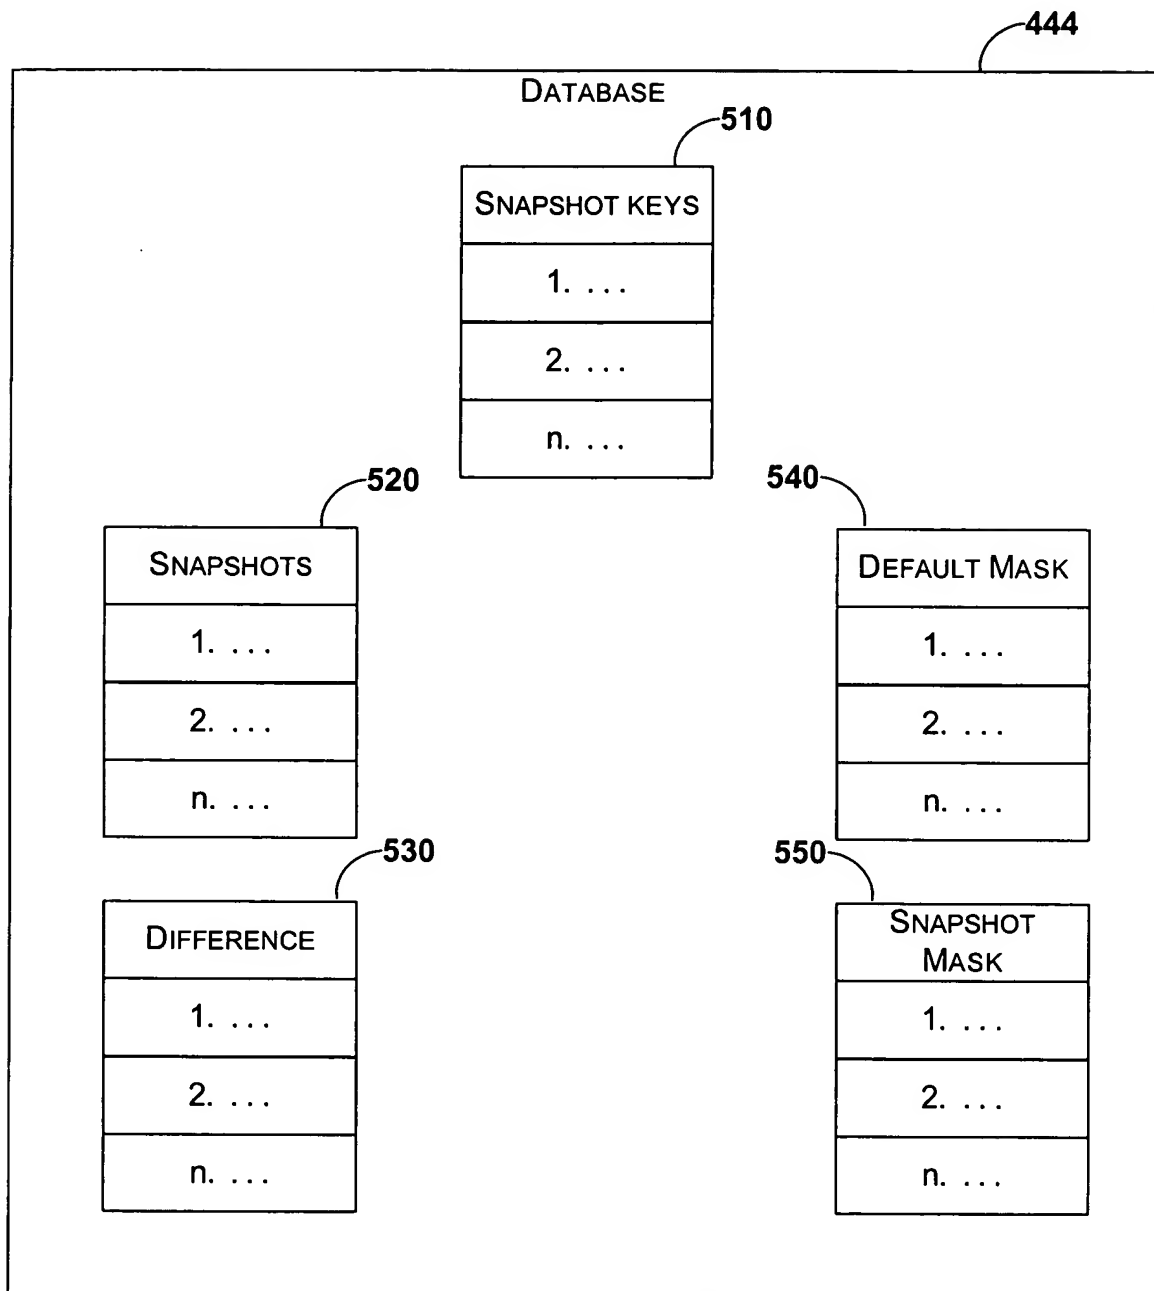 444
DATABASE
510
SNAPSHOT KEYS
1. ...
2. ...
n. ...
520
SNAPSHOTS
1. ...
2. ...
n. ...
540
DEFAULT MASK
1. ...
2. ...
n. ...
530
DIFFERENCE
1. ...
2. ...
n. ...
550
SNAPSHOT
MASK
1. ...
2. ...
n. ...